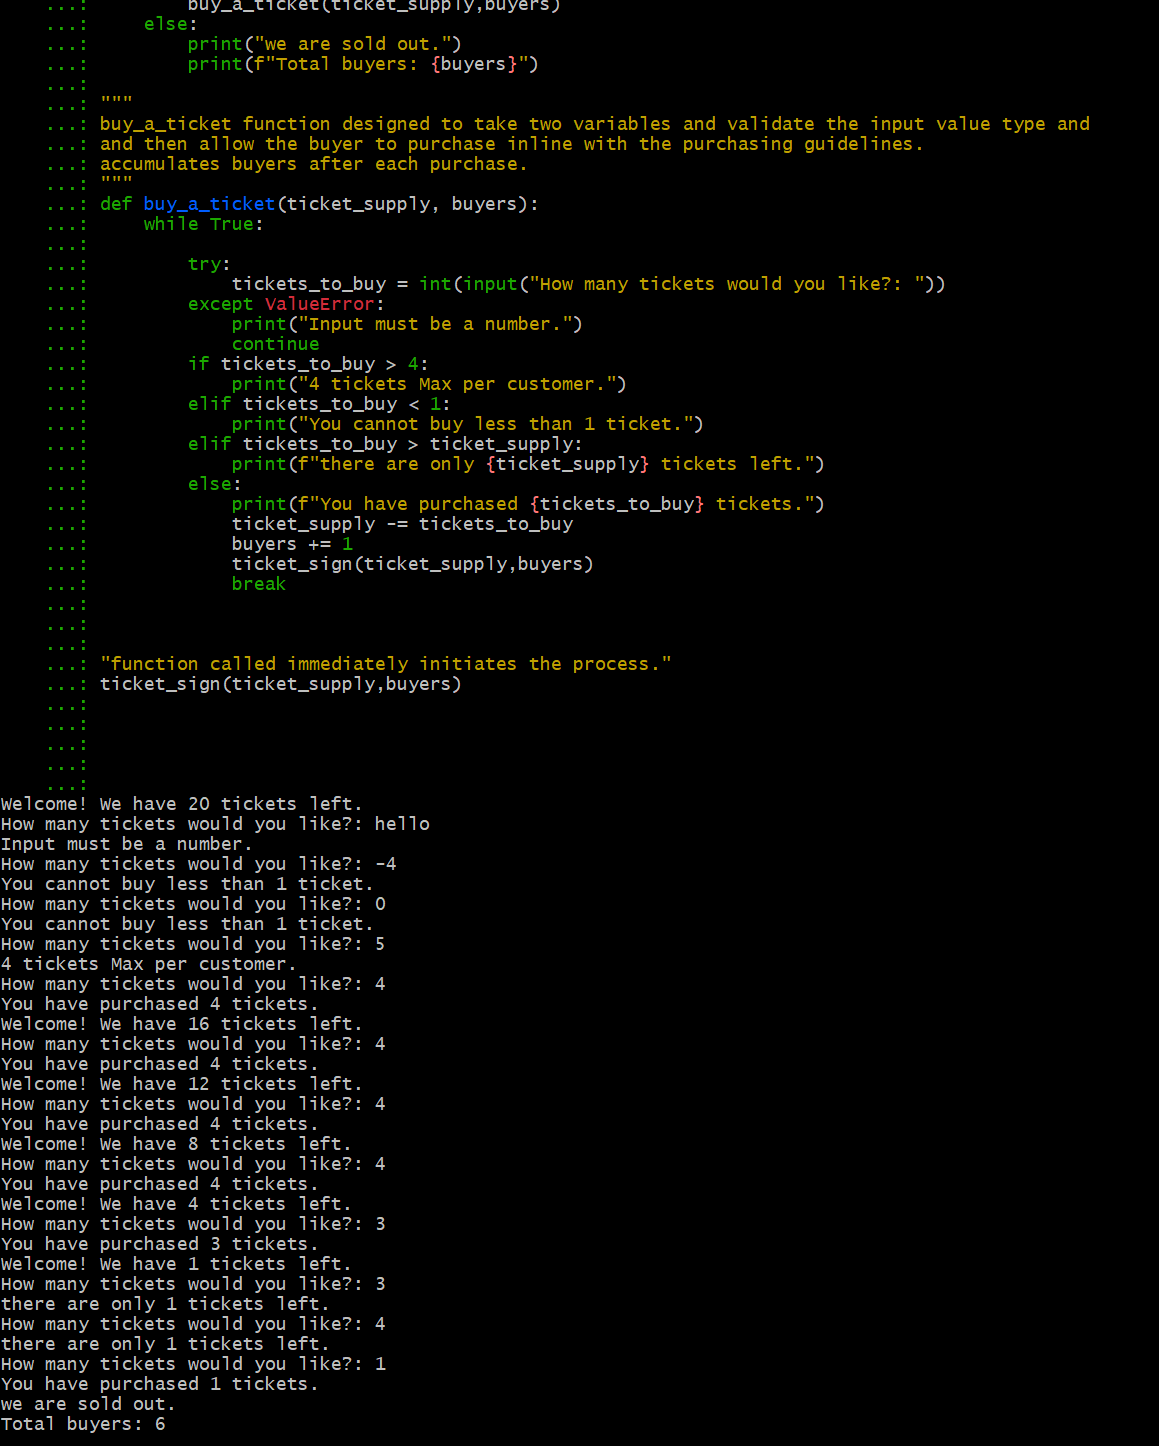 ...:         buy_a_ticket(ticket_supply,buyers)
...:     else:
...:         print("we are sold out.")
...:         print(f"Total buyers: {buyers}")
...:
...: """
...: buy_a_ticket function designed to take two variables and validate the input value type and
...: and then allow the buyer to purchase inline with the purchasing guidelines.
...: accumulates buyers after each purchase.
...: """
...: def buy_a_ticket(ticket_supply, buyers):
...:     while True:
...:
...:         try:
...:             tickets_to_buy = int(input("How many tickets would you like?: "))
...:         except ValueError:
...:             print("Input must be a number.")
...:             continue
...:         if tickets_to_buy > 4:
...:             print("4 tickets Max per customer.")
...:         elif tickets_to_buy < 1:
...:             print("You cannot buy less than 1 ticket.")
...:         elif tickets_to_buy > ticket_supply:
...:             print(f"there are only {ticket_supply} tickets left.")
...:         else:
...:             print(f"You have purchased {tickets_to_buy} tickets.")
...:             ticket_supply -= tickets_to_buy
...:             buyers += 1
...:             ticket_sign(ticket_supply,buyers)
...:             break
...:
...:
...:
...: "function called immediately initiates the process."
...: ticket_sign(ticket_supply,buyers)
...:
...:
...:
...:
...:
Welcome! We have 20 tickets left.
How many tickets would you like?: hello
Input must be a number.
How many tickets would you like?: -4
You cannot buy less than 1 ticket.
How many tickets would you like?: 0
You cannot buy less than 1 ticket.
How many tickets would you like?: 5
4 tickets Max per customer.
How many tickets would you like?: 4
You have purchased 4 tickets.
Welcome! We have 16 tickets left.
How many tickets would you like?: 4
You have purchased 4 tickets.
Welcome! We have 12 tickets left.
How many tickets would you like?: 4
You have purchased 4 tickets.
Welcome! We have 8 tickets left.
How many tickets would you like?: 4
You have purchased 4 tickets.
Welcome! We have 4 tickets left.
How many tickets would you like?: 3
You have purchased 3 tickets.
Welcome! We have 1 tickets left.
How many tickets would you like?: 3
there are only 1 tickets left.
How many tickets would you like?: 4
there are only 1 tickets left.
How many tickets would you like?: 1
You have purchased 1 tickets.
we are sold out.
Total buyers: 6